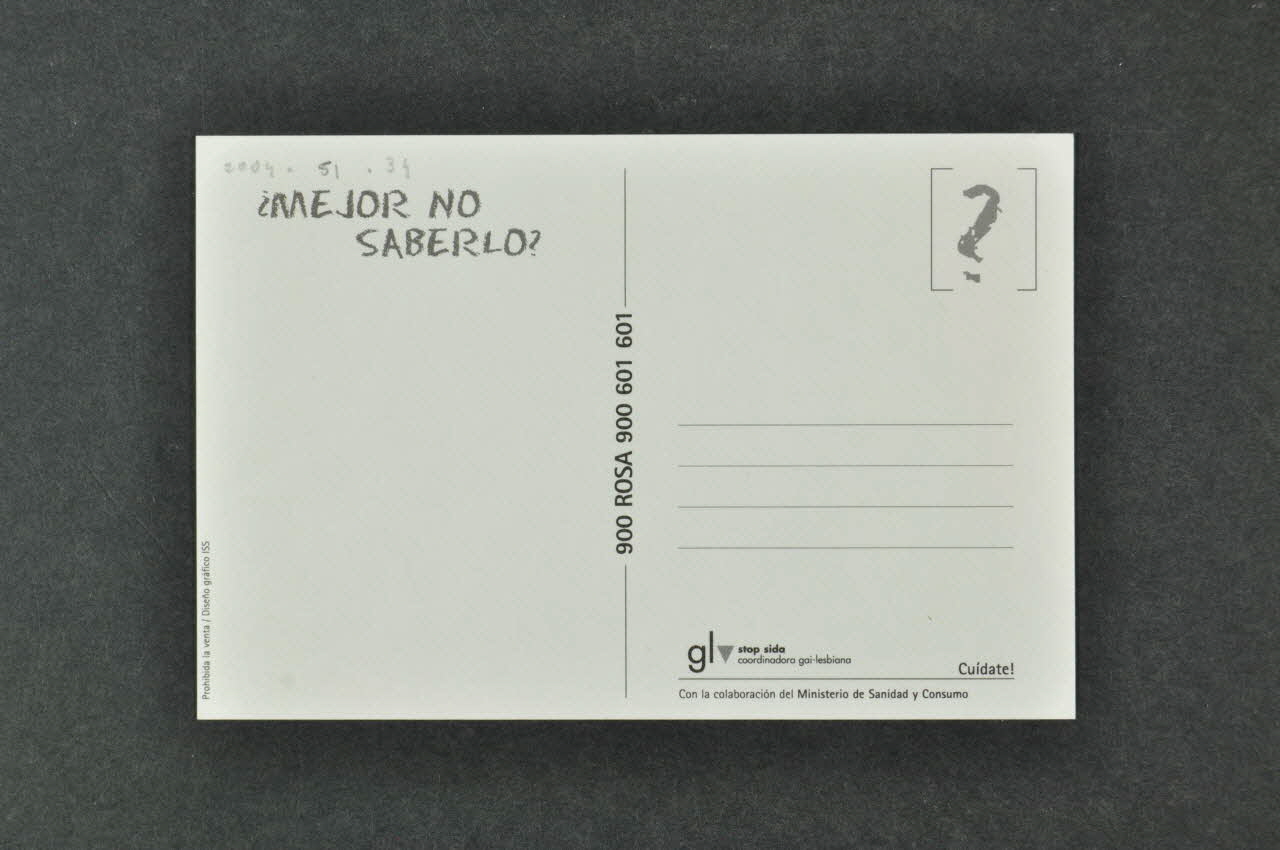 2004 . 51 . 34
¿MEJOR NO
SABERLO?
Prohibida la venta / Diseño gráfico ISS
900 ROSA 900 601 601
?
gl stop sida
coordinadora gai·lesbiana
Cuídate!
Con la colaboración del Ministerio de Sanidad y Consumo